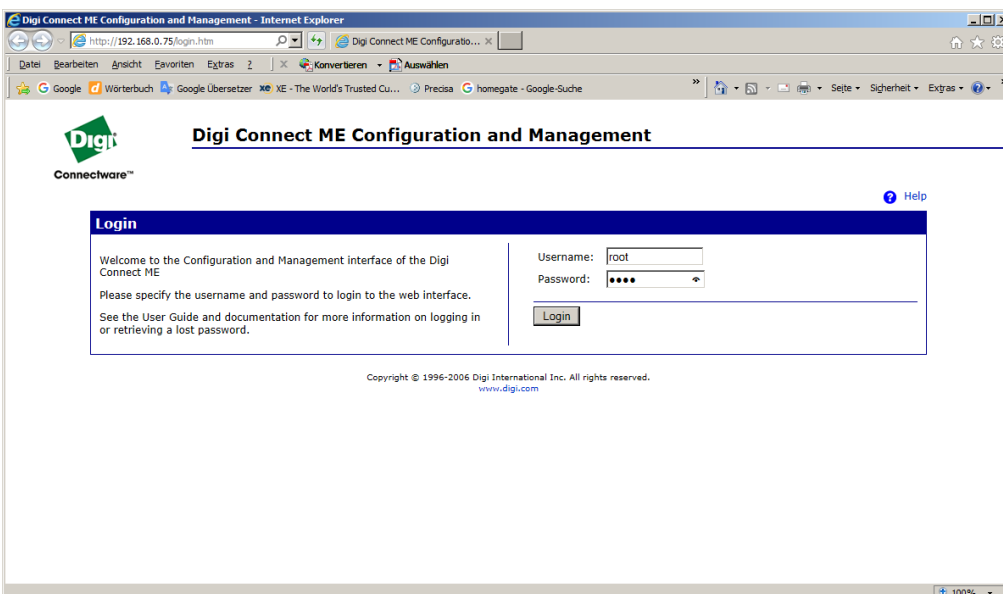 Digi Connect ME Configuration and Management - Internet Explorer
http://192.168.0.75/login.htm
Digi Connect ME Configuratio... ×
Datei Bearbeiten Ansicht Favoriten Extras ? × Konvertieren Auswählen
Google Wörterbuch Google Übersetzer XE - The World's Trusted Cu... Precisa homegate - Google-Suche » Seite Sicherheit Extras
Digi
Connectware™
Digi Connect ME Configuration and Management
Help
Login
Welcome to the Configuration and Management interface of the Digi
Connect ME
Please specify the username and password to login to the web interface.
See the User Guide and documentation for more information on logging in
or retrieving a lost password.
Username: root
Password: ••••
Login
Copyright © 1996-2006 Digi International Inc. All rights reserved.
www.digi.com
100%